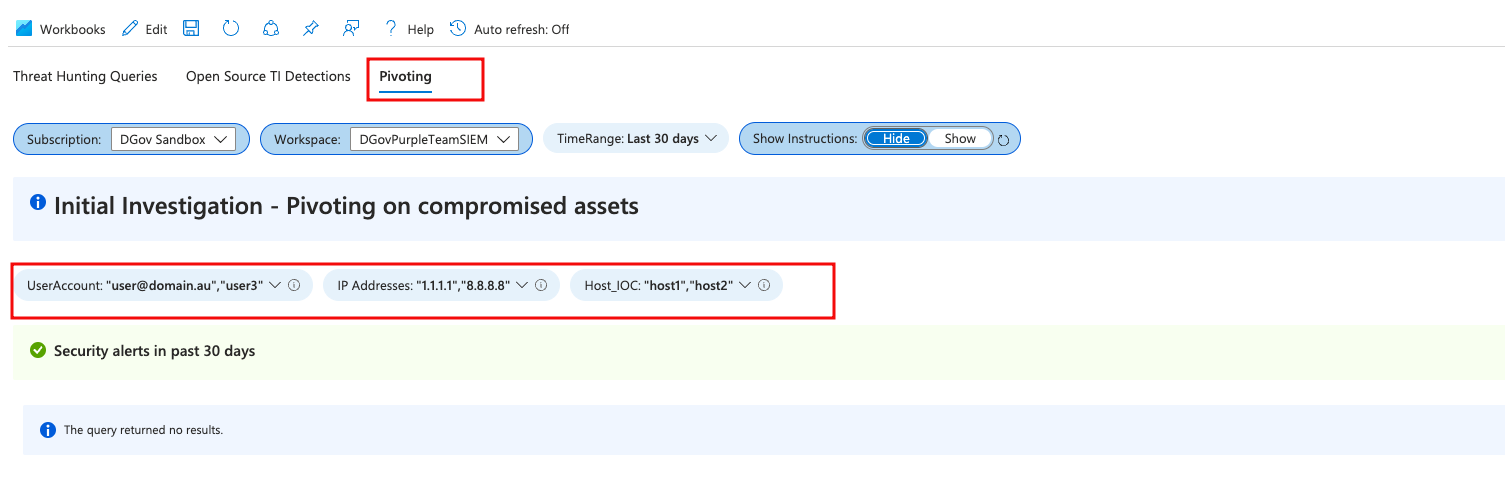 Workbooks Edit Help Auto refresh: Off
Threat Hunting Queries Open Source TI Detections Pivoting
Subscription: DGov Sandbox Workspace: DGovPurpleTeamSIEM TimeRange: Last 30 days Show Instructions: Hide Show
Initial Investigation - Pivoting on compromised assets
UserAccount: "user@domain.au","user3" IP Addresses: "1.1.1.1","8.8.8.8" Host_IOC: "host1","host2"
Security alerts in past 30 days
The query returned no results.